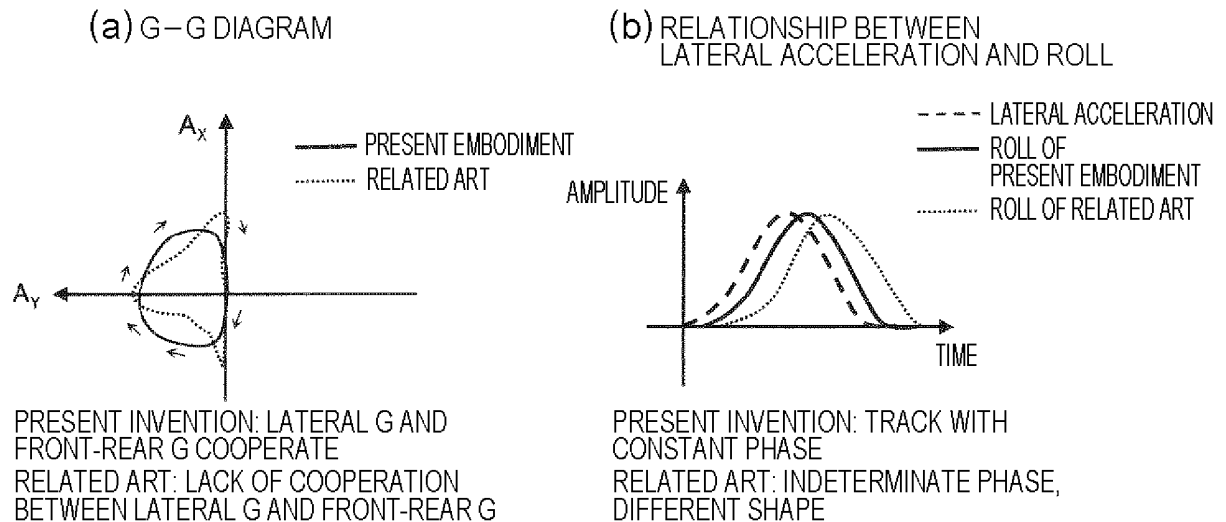 (a) G–G DIAGRAM
A_X
PRESENT EMBODIMENT
RELATED ART
A_Y
PRESENT INVENTION: LATERAL G AND
FRONT-REAR G COOPERATE
RELATED ART: LACK OF COOPERATION
BETWEEN LATERAL G AND FRONT-REAR G
(b) RELATIONSHIP BETWEEN
LATERAL ACCELERATION AND ROLL
LATERAL ACCELERATION
ROLL OF
PRESENT EMBODIMENT
ROLL OF RELATED ART
AMPLITUDE
TIME
PRESENT INVENTION: TRACK WITH
CONSTANT PHASE
RELATED ART: INDETERMINATE PHASE,
DIFFERENT SHAPE